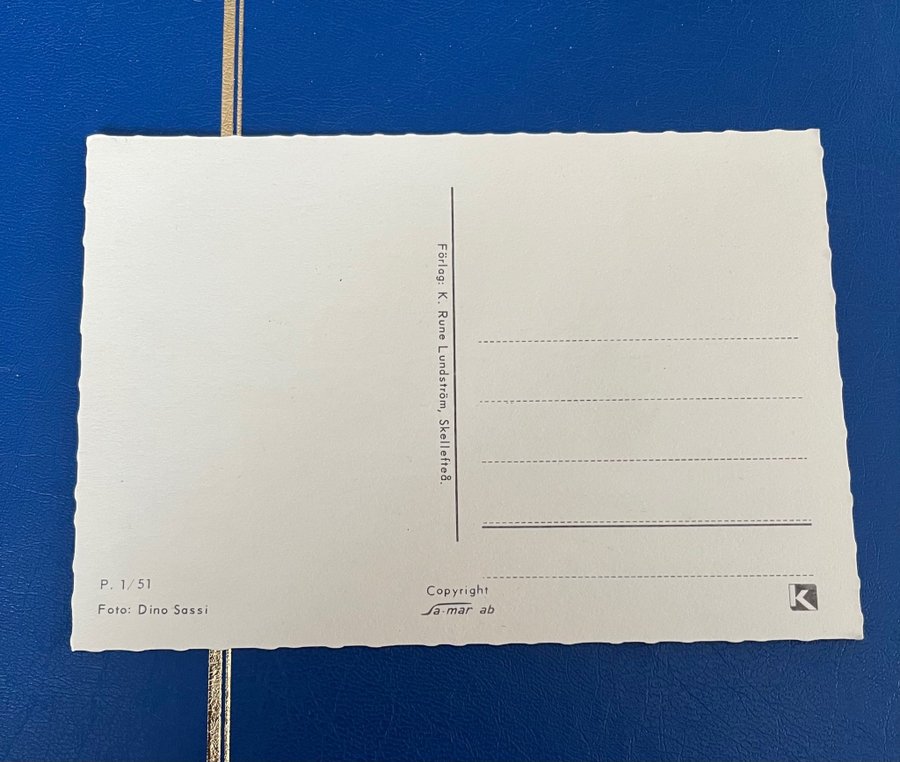 Förlag: K. Rune Lundström, Skellefteå.
P. 1/51
Foto: Dino Sassi
Copyright
Sa-mar ab
K